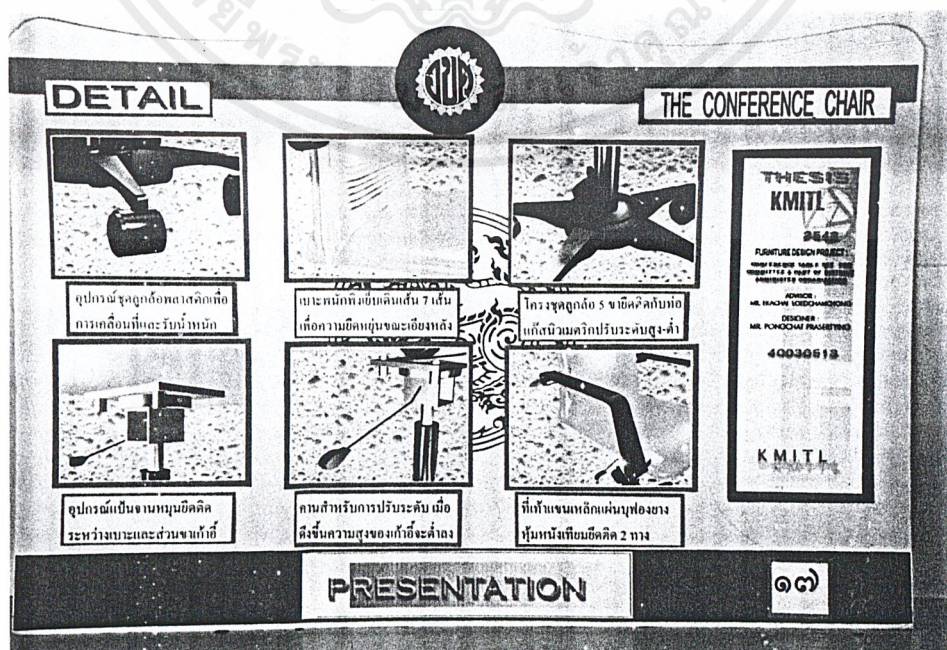 DETAIL
THE CONFERENCE CHAIR
อุปกรณ์ชุดลูกล้อพลาสติกเพื่อ
การเคลื่อนที่และรับน้ำหนัก
เบาะพนักพิงเย็บเดินเส้น 7 เส้น
เพื่อความยืดหยุ่นขณะเอียงหลัง
โครงชุดลูกล้อ 5 ขายึดติดกับท่อ
แก๊สนิวเมตริกปรับระดับสูง-ต่ำ
อุปกรณ์แป้นจานหมุนยึดติด
ระหว่างเบาะและส่วนขาเก้าอี้
คานสำหรับการปรับระดับ เมื่อ
ดึงขึ้นความสูงของเก้าอี้จะต่ำลง
ที่เท้าแขนเหล็กแผ่นบุฟองยาง
หุ้มหนังเทียมยึดติด 2 ทาง
THESIS
KMITL
2542
FURNITURE DESIGN PROJECT :
ADVISOR :
MR. EKACHAI
DESIGNER :
MR. PONGCHAI
40030513
KMITL
PRESENTATION
๑๗